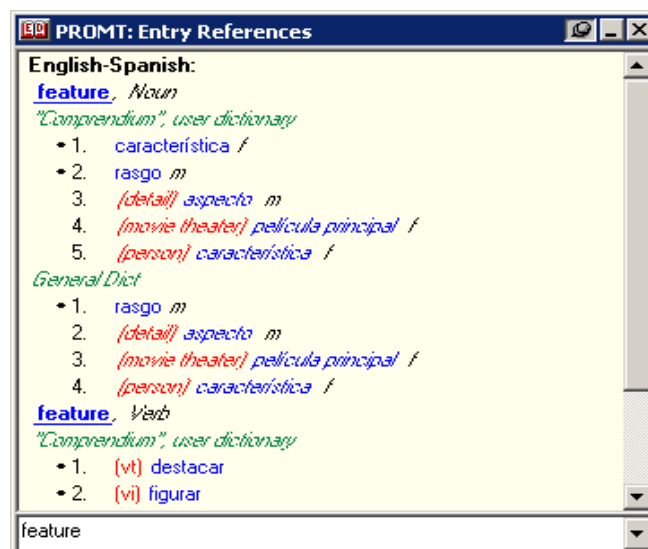 PROMT: Entry References
English-Spanish:
feature, Noun
"Comprendium", user dictionary
• 1. característica f
• 2. rasgo m
3. (detail) aspecto m
4. (movie theater) película principal f
5. (person) característica f
General Dict
• 1. rasgo m
2. (detail) aspecto m
3. (movie theater) película principal f
4. (person) característica f
feature, Verb
"Comprendium", user dictionary
• 1. (vt) destacar
• 2. (vi) figurar
feature